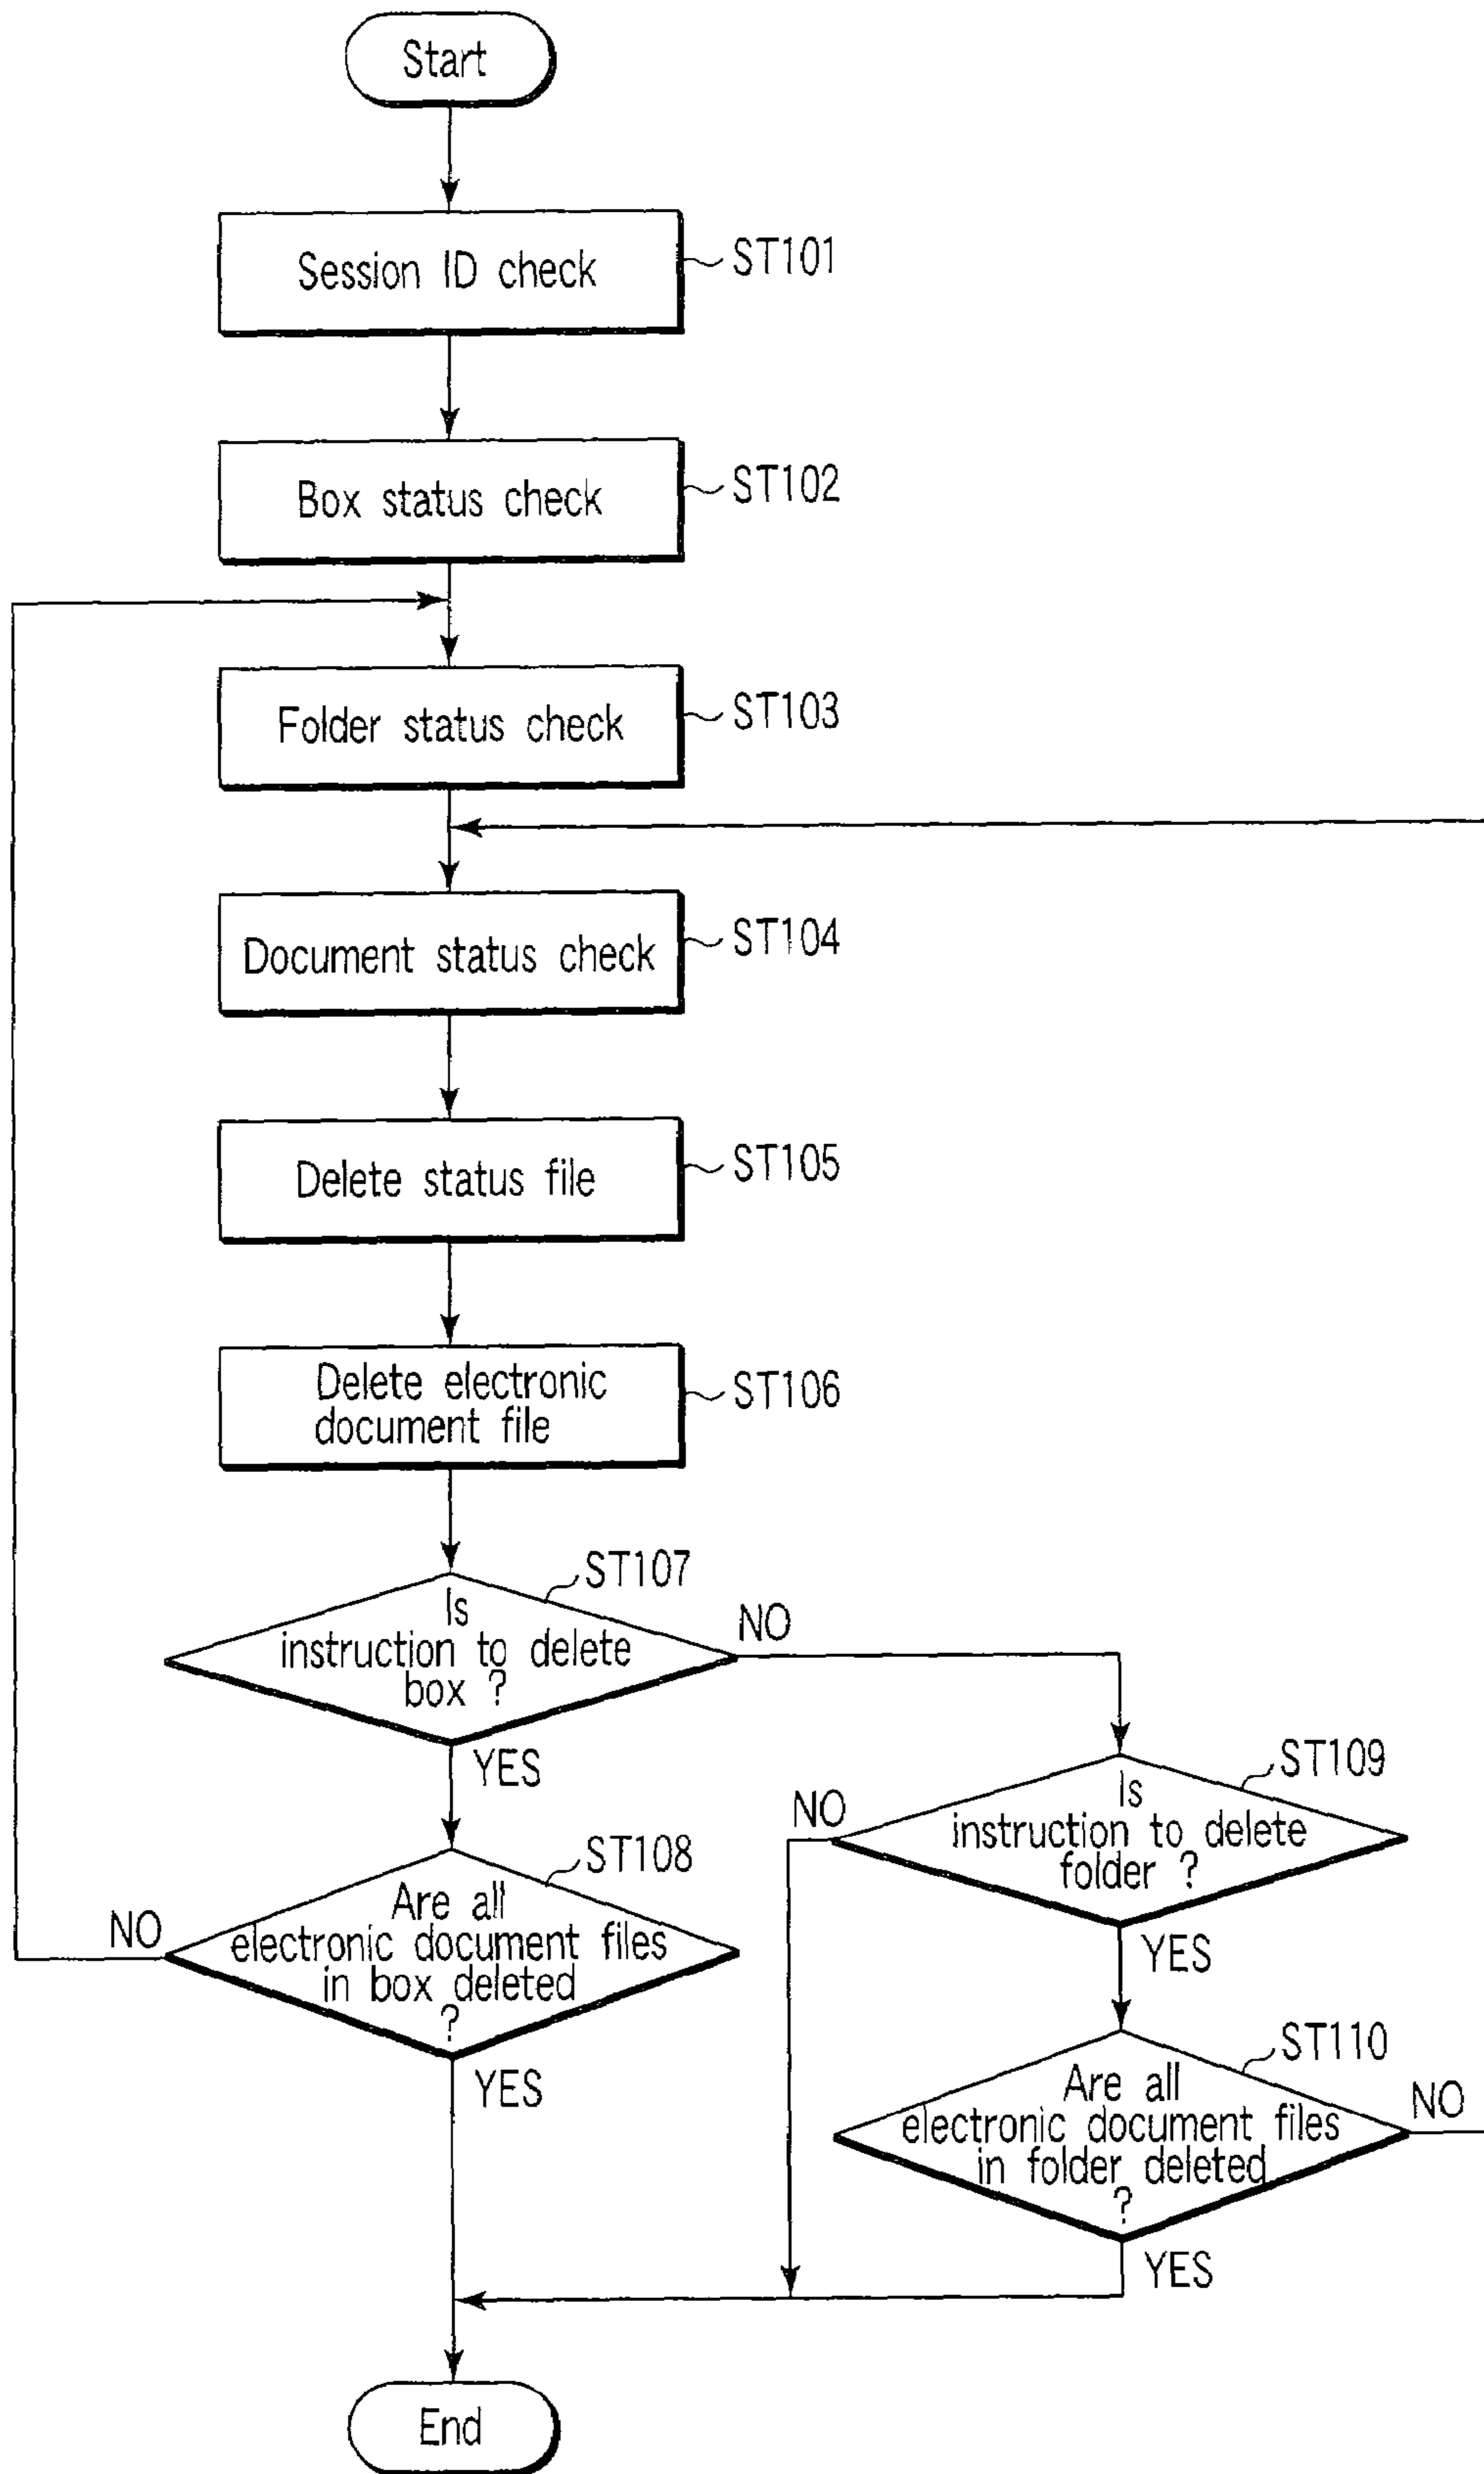 Start
Session ID check
ST101
Box status check
ST102
Folder status check
ST103
Document status check
ST104
Delete status file
ST105
Delete electronic
document file
ST106
ST107
Is
instruction to delete
box ?
NO
YES
ST109
Is
instruction to delete
folder ?
NO
YES
ST108
Are all
electronic document files
in box deleted
?
NO
YES
ST110
Are all
electronic document files
in folder deleted
?
NO
YES
End